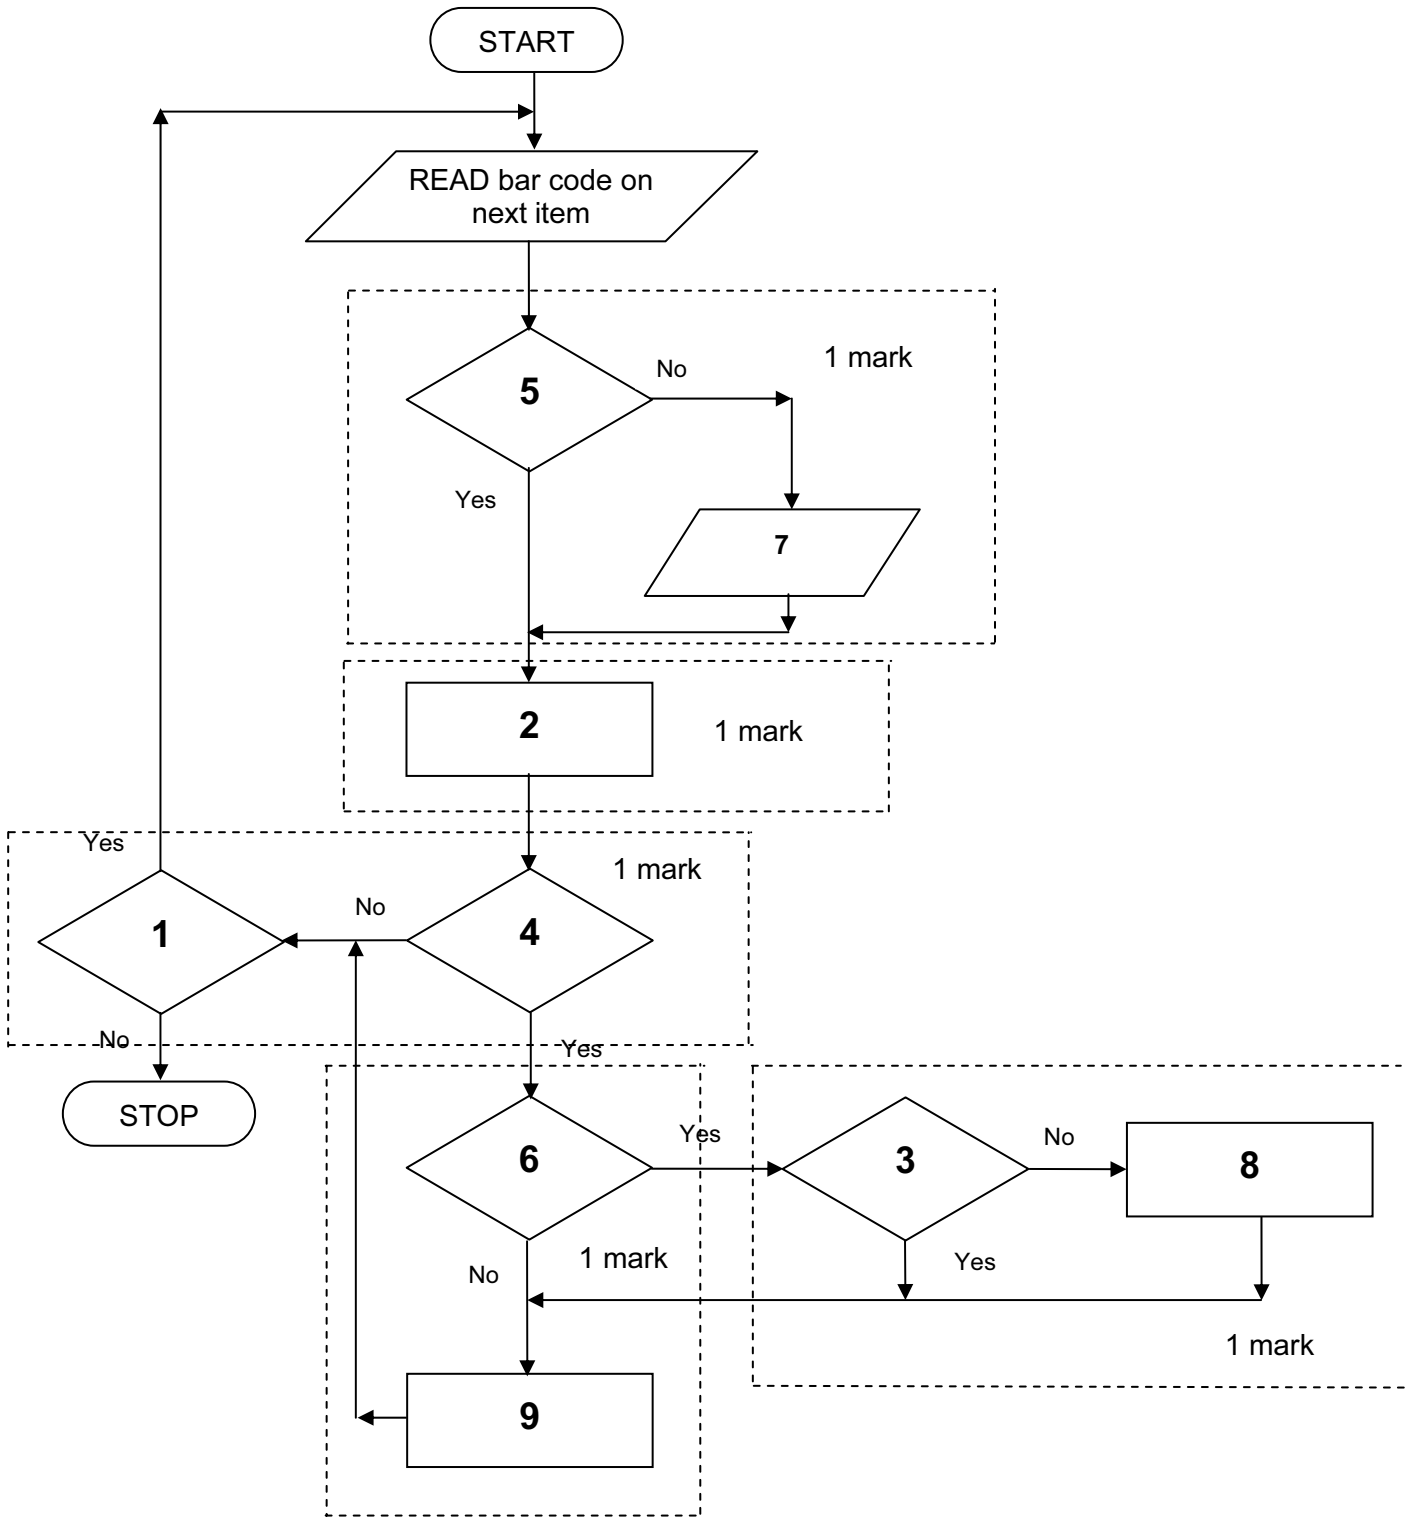 START
READ bar code on
next item
5
No
1 mark
Yes
7
2
1 mark
Yes
1 mark
No
1
4
No
Yes
STOP
6
Yes
3
No
8
No
1 mark
Yes
1 mark
9